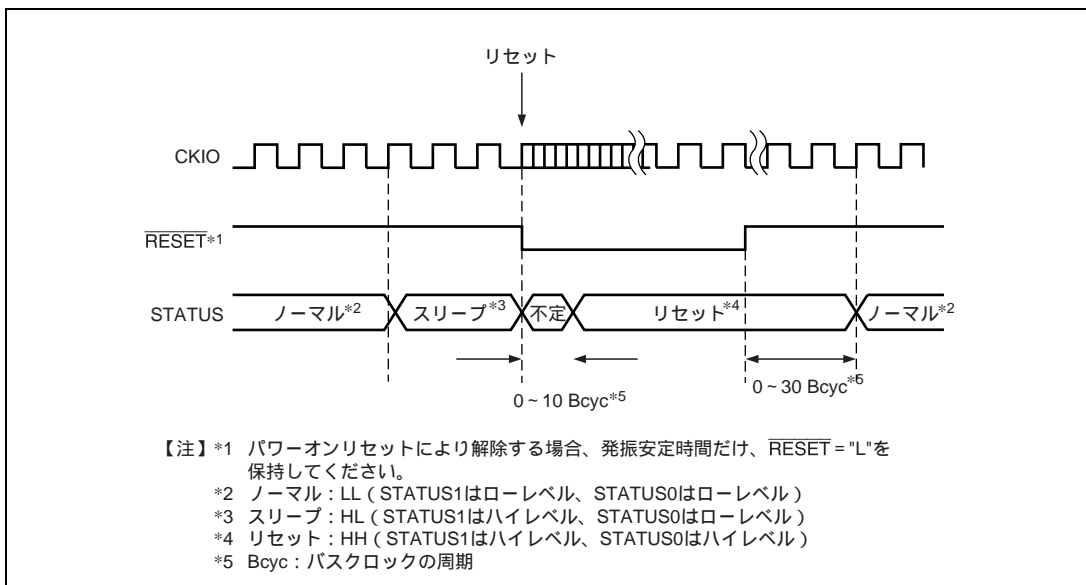 リセット
CKIO
RESET*1
STATUS
ノーマル*2
スリープ*3
不定
リセット*4
ノーマル*2
0~10 Bcyc*5
0~30 Bcyc*5
【注】*1 パワーオンリセットにより解除する場合、発振安定時間だけ、RESET = "L"を
保持してください。
*2 ノーマル:LL(STATUS1はローレベル、STATUS0はローレベル)
*3 スリープ:HL(STATUS1はハイレベル、STATUS0はローレベル)
*4 リセット:HH(STATUS1はハイレベル、STATUS0はハイレベル)
*5 Bcyc:バスクロックの周期